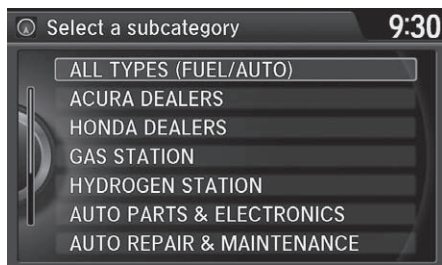 Select a subcategory 9:30
ALL TYPES (FUEL/AUTO)
ACURA DEALERS
HONDA DEALERS
GAS STATION
HYDROGEN STATION
AUTO PARTS & ELECTRONICS
AUTO REPAIR & MAINTENANCE